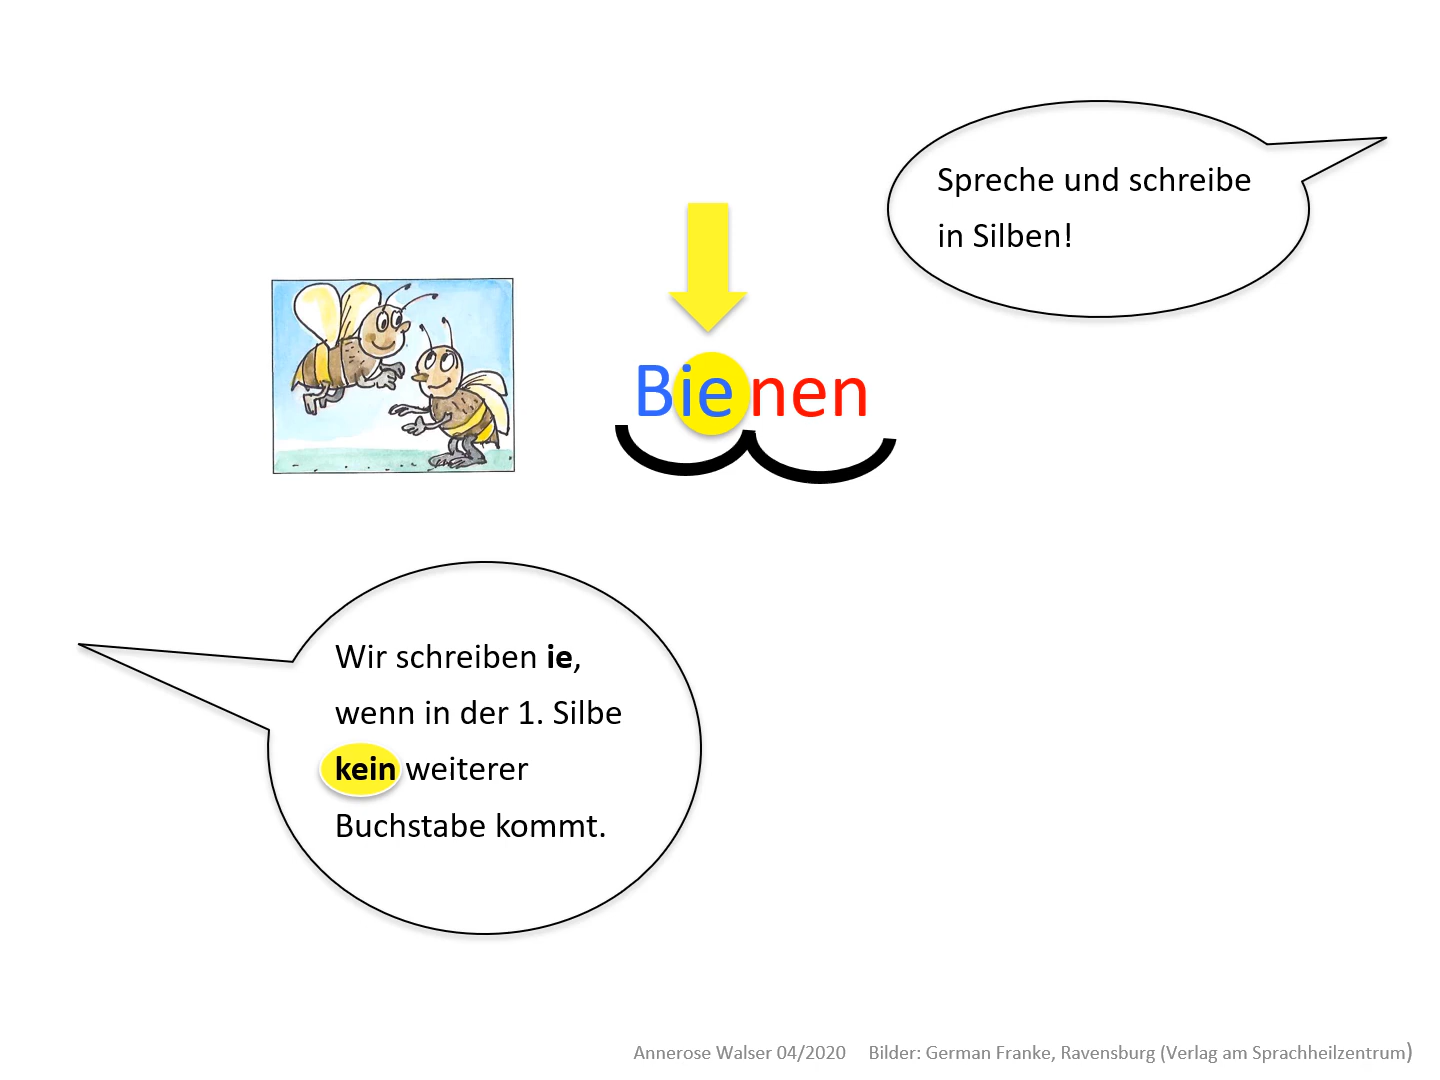 Spreche und schreibe
in Silben!
Bienen
Wir schreiben ie,
wenn in der 1. Silbe
kein weiterer
Buchstabe kommt.
Annerose Walser 04/2020 Bilder: German Franke, Ravensburg (Verlag am Sprachheilzentrum)